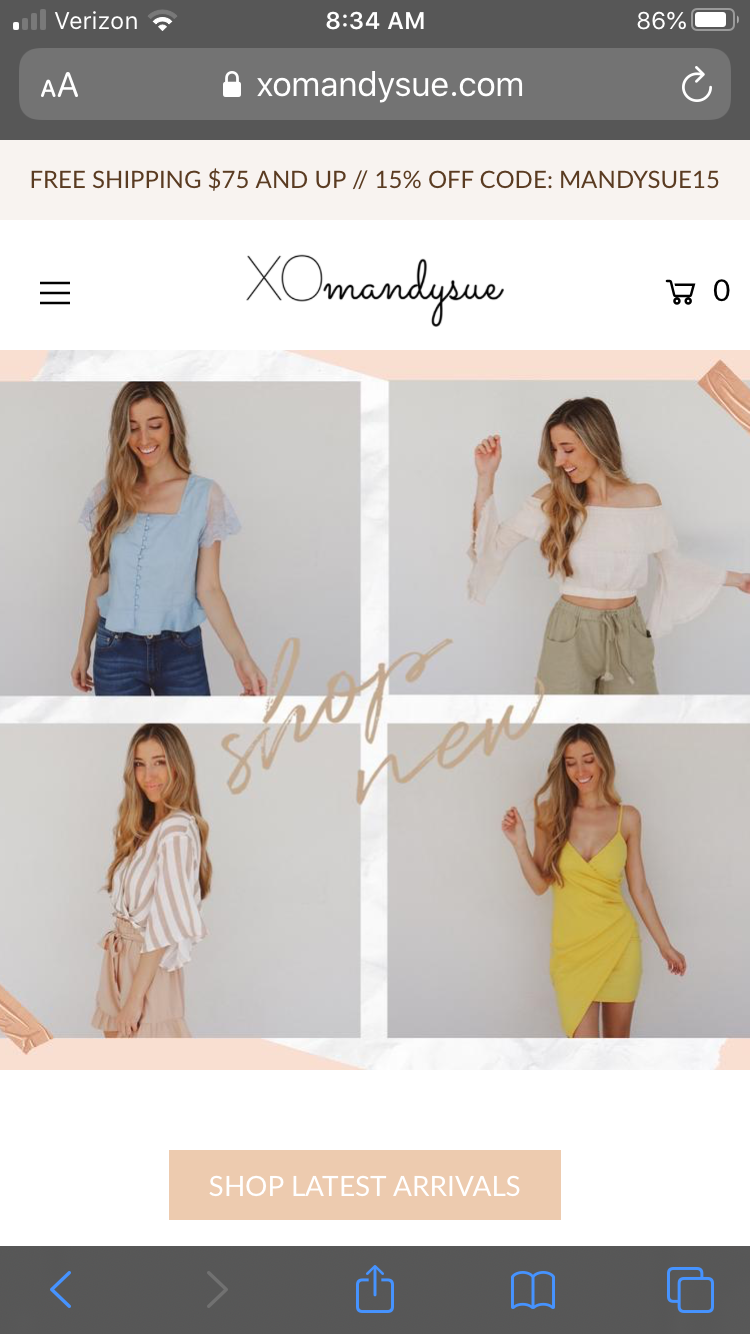 Verizon 8:34 AM 86%
AA xomandysue.com
FREE SHIPPING $75 AND UP // 15% OFF CODE: MANDYSUE15
XOmandysue 0
shop
new
SHOP LATEST ARRIVALS